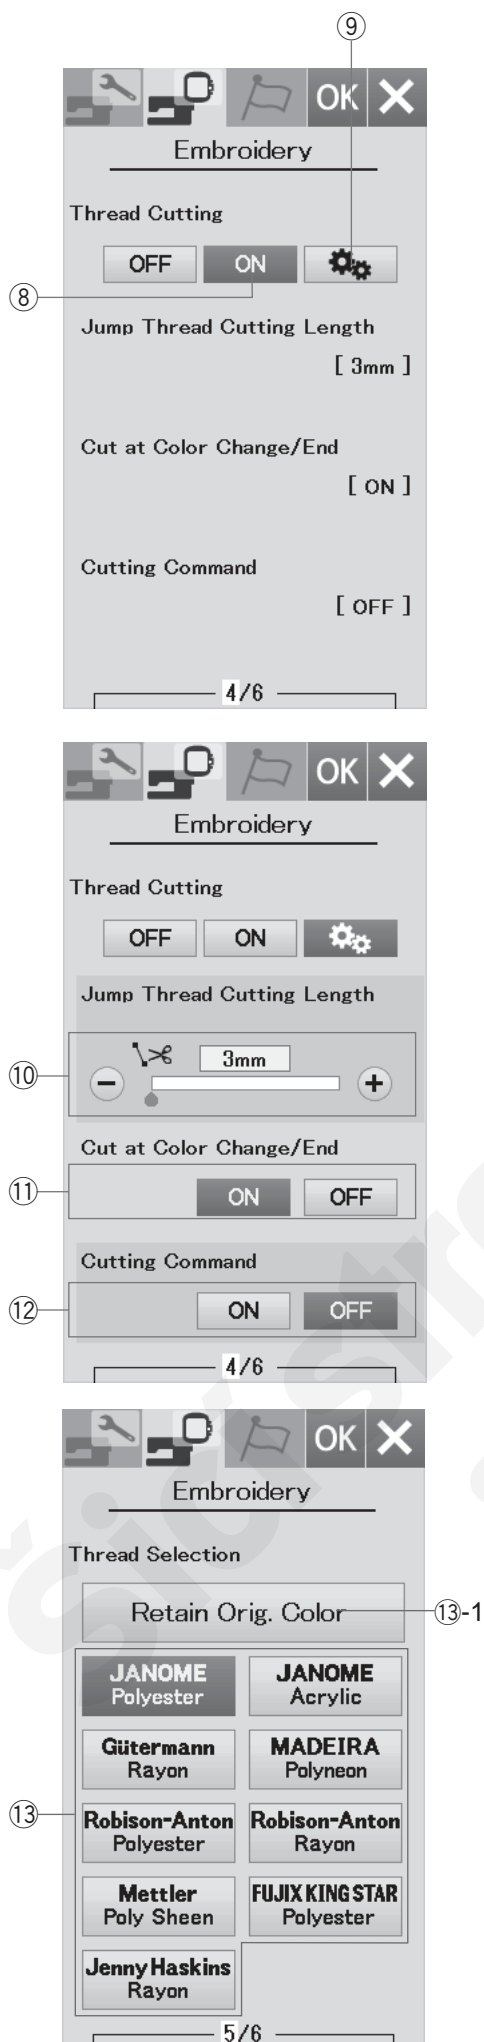 ⑨
OK
Embroidery
Thread Cutting
OFF ON
⑧
Jump Thread Cutting Length
[ 3mm ]
Cut at Color Change/End
[ ON ]
Cutting Command
[ OFF ]
4/6
OK
Embroidery
Thread Cutting
OFF ON
Jump Thread Cutting Length
⑩ − 3mm +
Cut at Color Change/End
⑪ ON OFF
Cutting Command
⑫ ON OFF
4/6
OK
Embroidery
Thread Selection
Retain Orig. Color ⑬-1
JANOME JANOME
Polyester Acrylic
Gütermann MADEIRA
Rayon Polyneon
⑬ Robison-Anton Robison-Anton
Polyester Rayon
Mettler FUJIX KING STAR
Poly Sheen Polyester
Jenny Haskins
Rayon
5/6